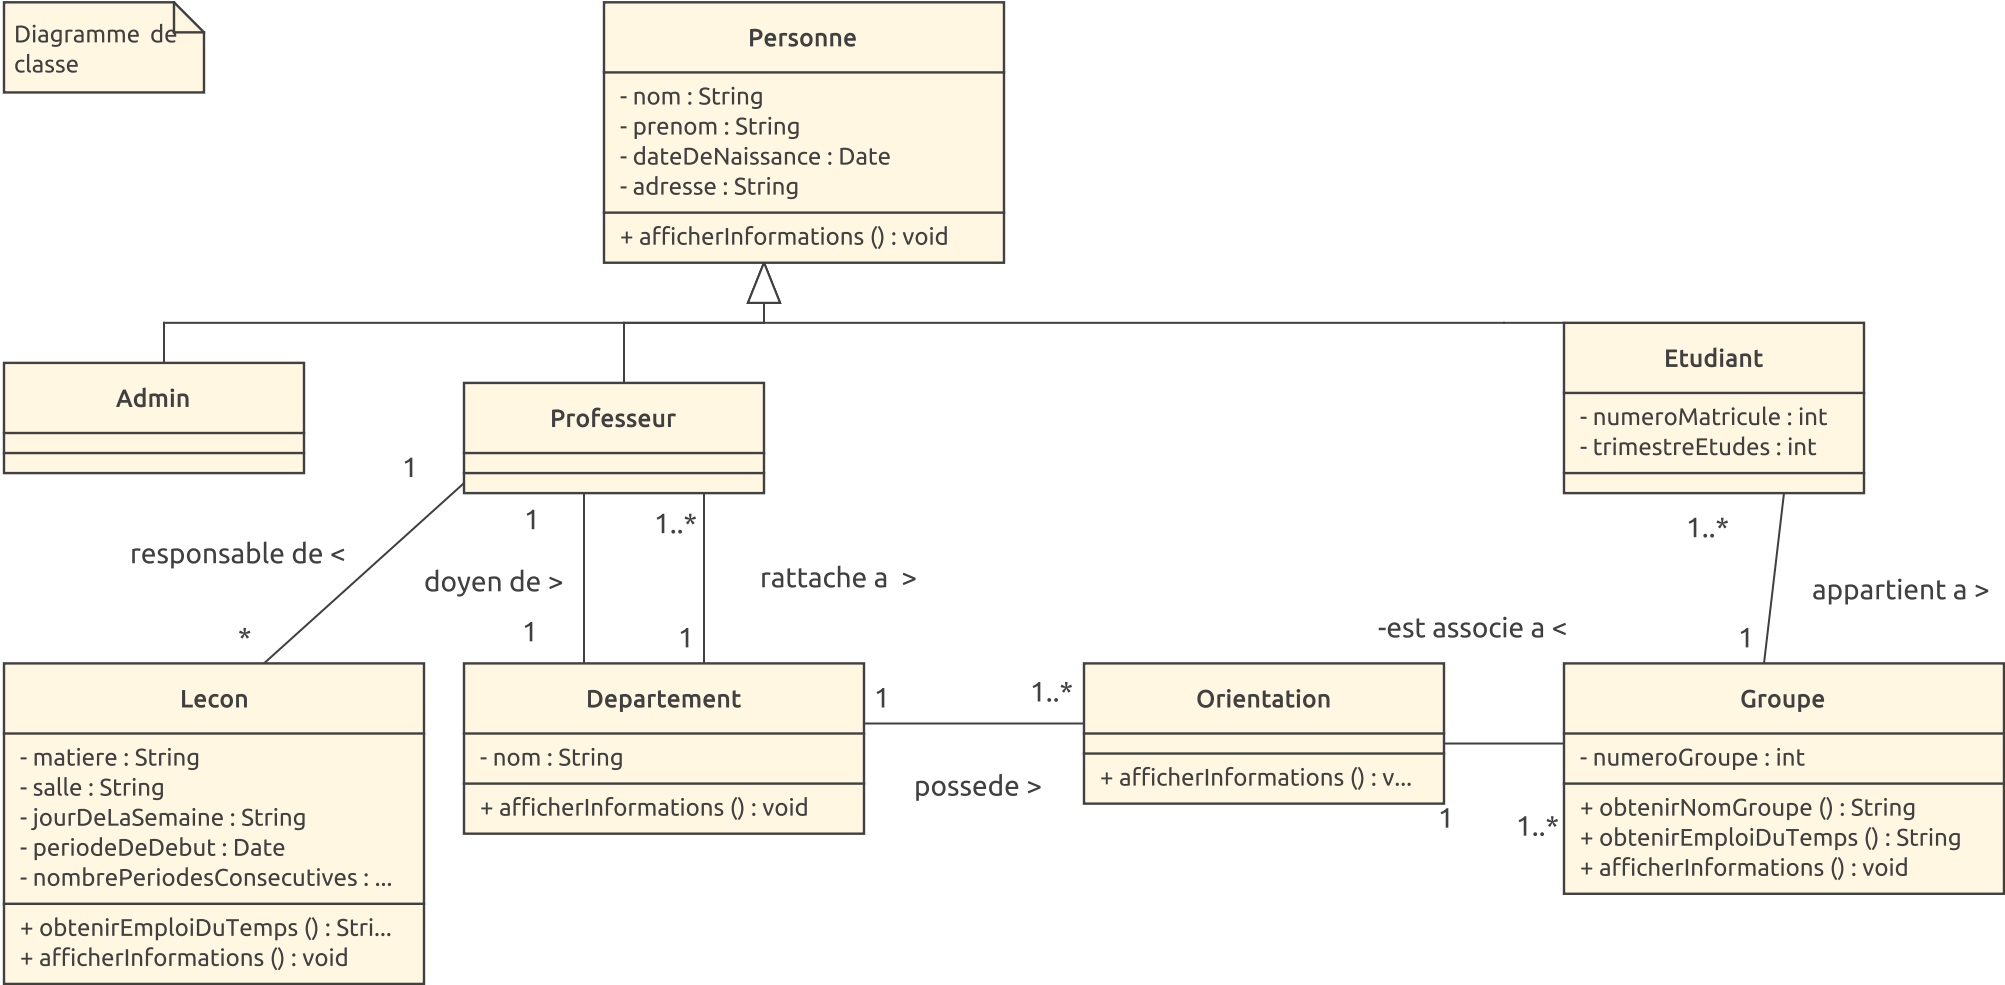 Diagramme de
classe
Personne
- nom : String
- prenom : String
- dateDeNaissance : Date
- adresse : String
+ afficherInformations () : void
Admin
Professeur
Etudiant
- numeroMatricule : int
- trimestreEtudes : int
1
1
1..*
1..*
responsable de <
doyen de >
rattache a >
appartient a >
*
1
1
-est associe a <
1
Lecon
- matiere : String
- salle : String
- jourDeLaSemaine : String
- periodeDeDebut : Date
- nombrePeriodesConsecutives : ...
+ obtenirEmploiDuTemps () : Stri...
+ afficherInformations () : void
Departement
- nom : String
+ afficherInformations () : void
1
1..*
possede >
Orientation
+ afficherInformations () : v...
1
1..*
Groupe
- numeroGroupe : int
+ obtenirNomGroupe () : String
+ obtenirEmploiDuTemps () : String
+ afficherInformations () : void